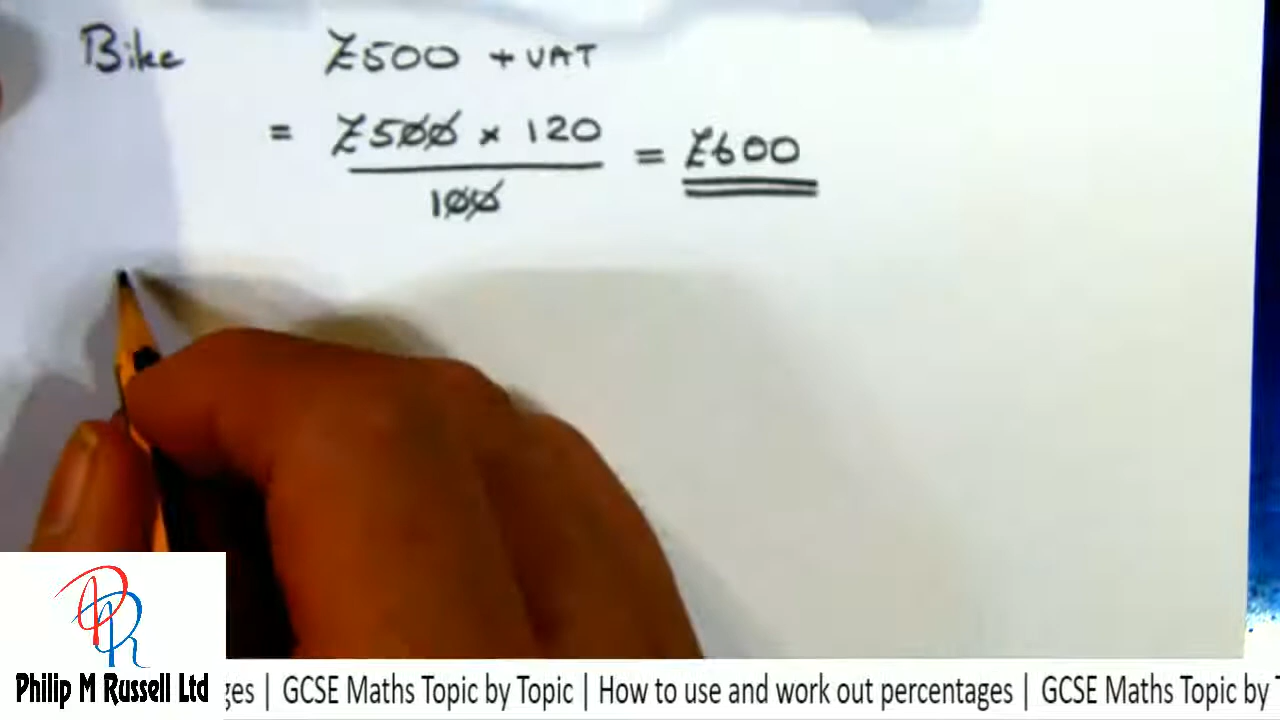 Bike £500 + VAT
= £500 × 120 = £600
100
Philip M Russell Ltd
ges | GCSE Maths Topic by Topic | How to use and work out percentages | GCSE Maths Topic by T